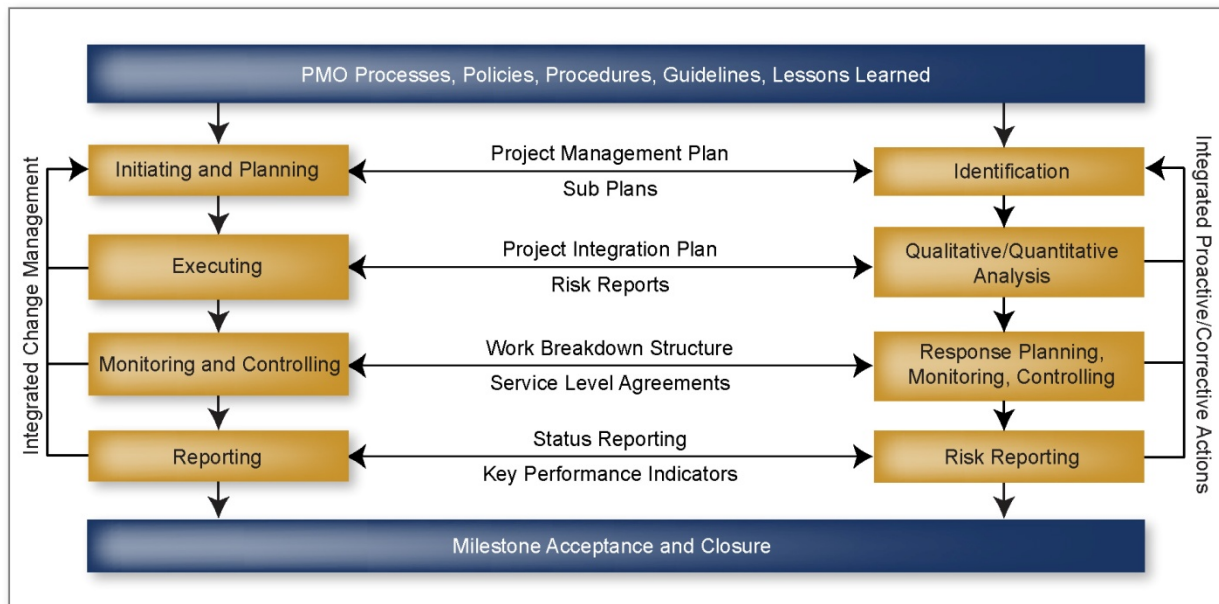 PMO Processes, Policies, Procedures, Guidelines, Lessons Learned
Integrated Change Management
Initiating and Planning
Project Management Plan
Sub Plans
Identification
Executing
Project Integration Plan
Risk Reports
Qualitative/Quantitative
Analysis
Monitoring and Controlling
Work Breakdown Structure
Service Level Agreements
Response Planning,
Monitoring, Controlling
Reporting
Status Reporting
Key Performance Indicators
Risk Reporting
Integrated Proactive/Corrective Actions
Milestone Acceptance and Closure